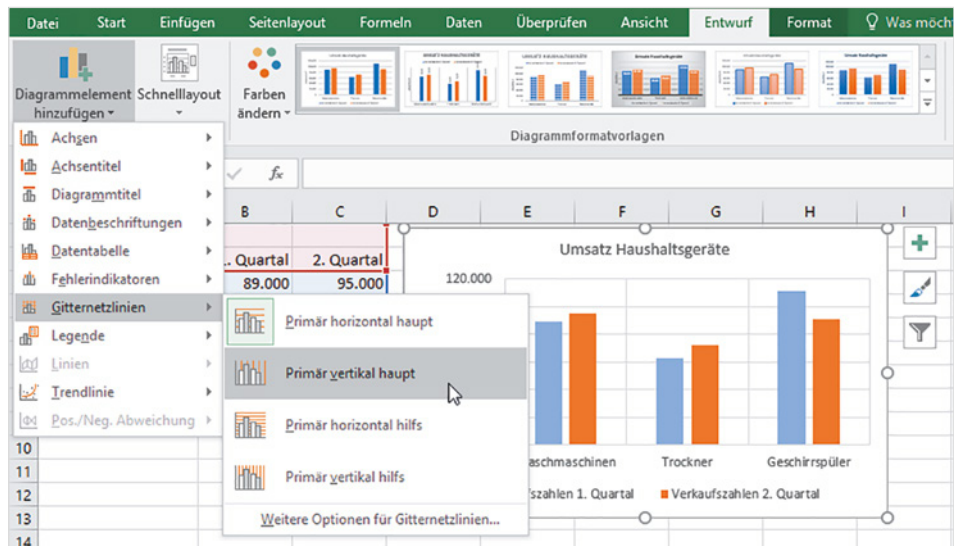 Datei Start Einfügen Seitenlayout Formeln Daten Überprüfen Ansicht Entwurf Format Was möch
Diagrammelement hinzufügen
Schnelllayout
Farben ändern
Diagrammformatvorlagen
fx
Achsen
Achsentitel
Diagrammtitel
Datenbeschriftungen
Datentabelle
Fehlerindikatoren
Gitternetzlinien
Legende
Linien
Trendlinie
Pos./Neg. Abweichung
Primär horizontal haupt
Primär vertikal haupt
Primär horizontal hilfs
Primär vertikal hilfs
Weitere Optionen für Gitternetzlinien...
B C D E F G H I
. Quartal 2. Quartal
89.000 95.000
10
11
12
13
14
Umsatz Haushaltsgeräte
120.000
aschmaschinen Trockner Geschirrspüler
szahlen 1. Quartal Verkaufszahlen 2. Quartal